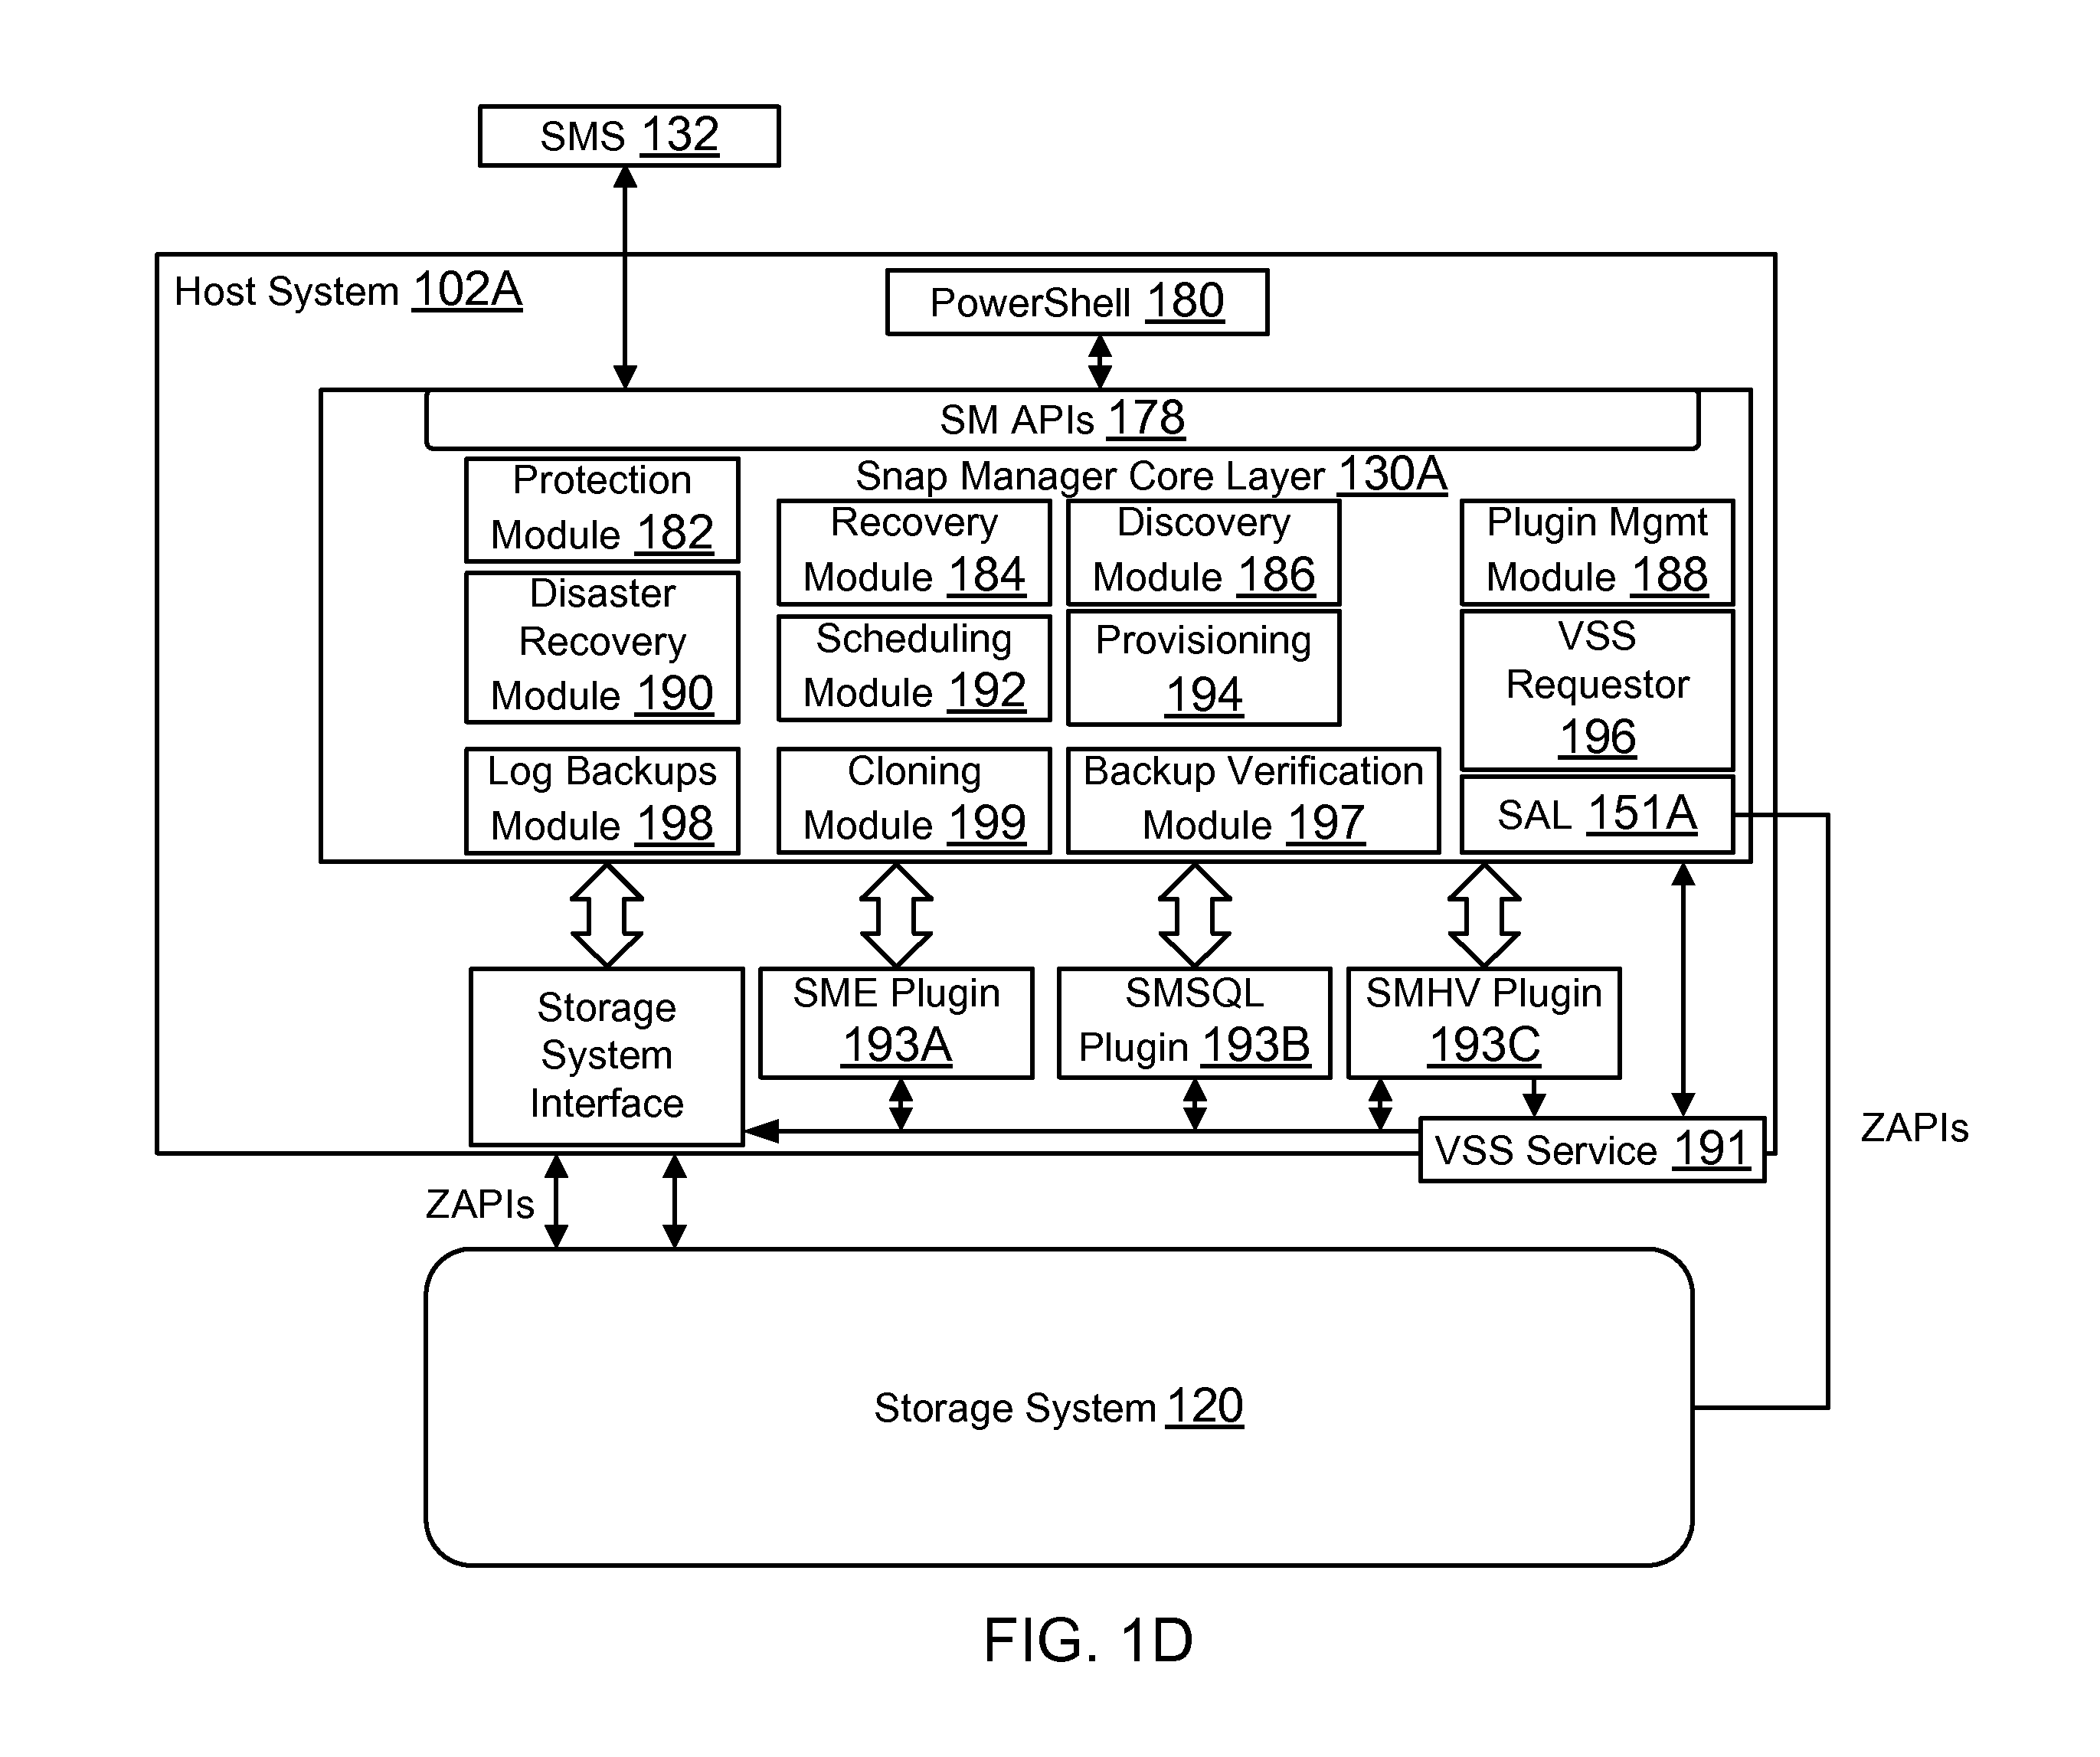 SMS 132
Host System 102A
PowerShell 180
SM APIs 178
Snap Manager Core Layer 130A
Protection
Module 182
Recovery
Module 184
Discovery
Module 186
Plugin Mgmt
Module 188
Disaster
Recovery
Module 190
Scheduling
Module 192
Provisioning
194
VSS
Requestor
196
Log Backups
Module 198
Cloning
Module 199
Backup Verification
Module 197
SAL 151A
Storage
System
Interface
SME Plugin
193A
SMSQL
Plugin 193B
SMHV Plugin
193C
VSS Service 191
ZAPIs
ZAPIs
Storage System 120
FIG. 1D